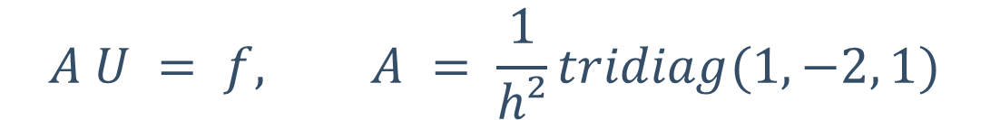 A U = f, A = 1/h² tridiag(1, −2, 1)